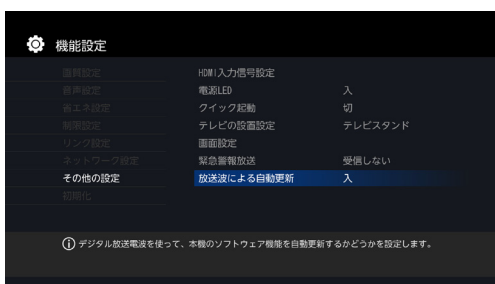 機能設定
画質設定
音声設定
省エネ設定
制限設定
リンク設定
ネットワーク設定
その他の設定
初期化
HDMI入力信号設定
電源LED 入
クイック起動 切
テレビの設置設定 テレビスタンド
画面設定
緊急警報放送 受信しない
放送波による自動更新 入
デジタル放送電波を使って、本機のソフトウェア機能を自動更新するかどうかを設定します。